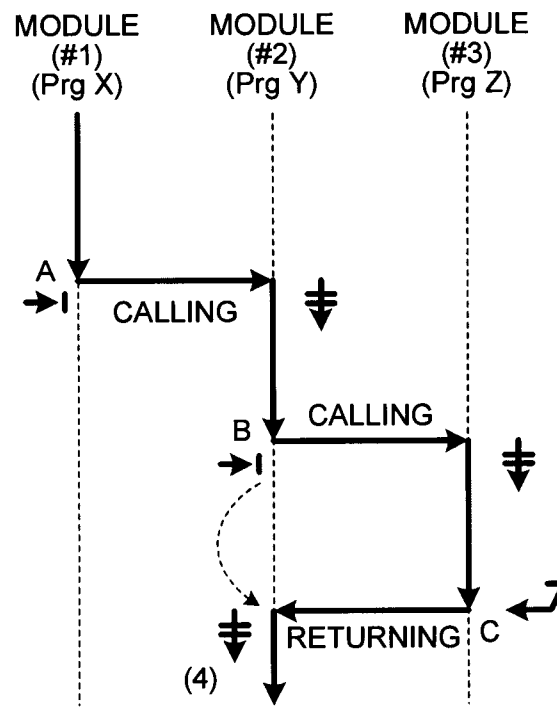 MODULE
(#1)
(Prg X)
MODULE
(#2)
(Prg Y)
MODULE
(#3)
(Prg Z)
A
CALLING
B
CALLING
RETURNING
C
(4)